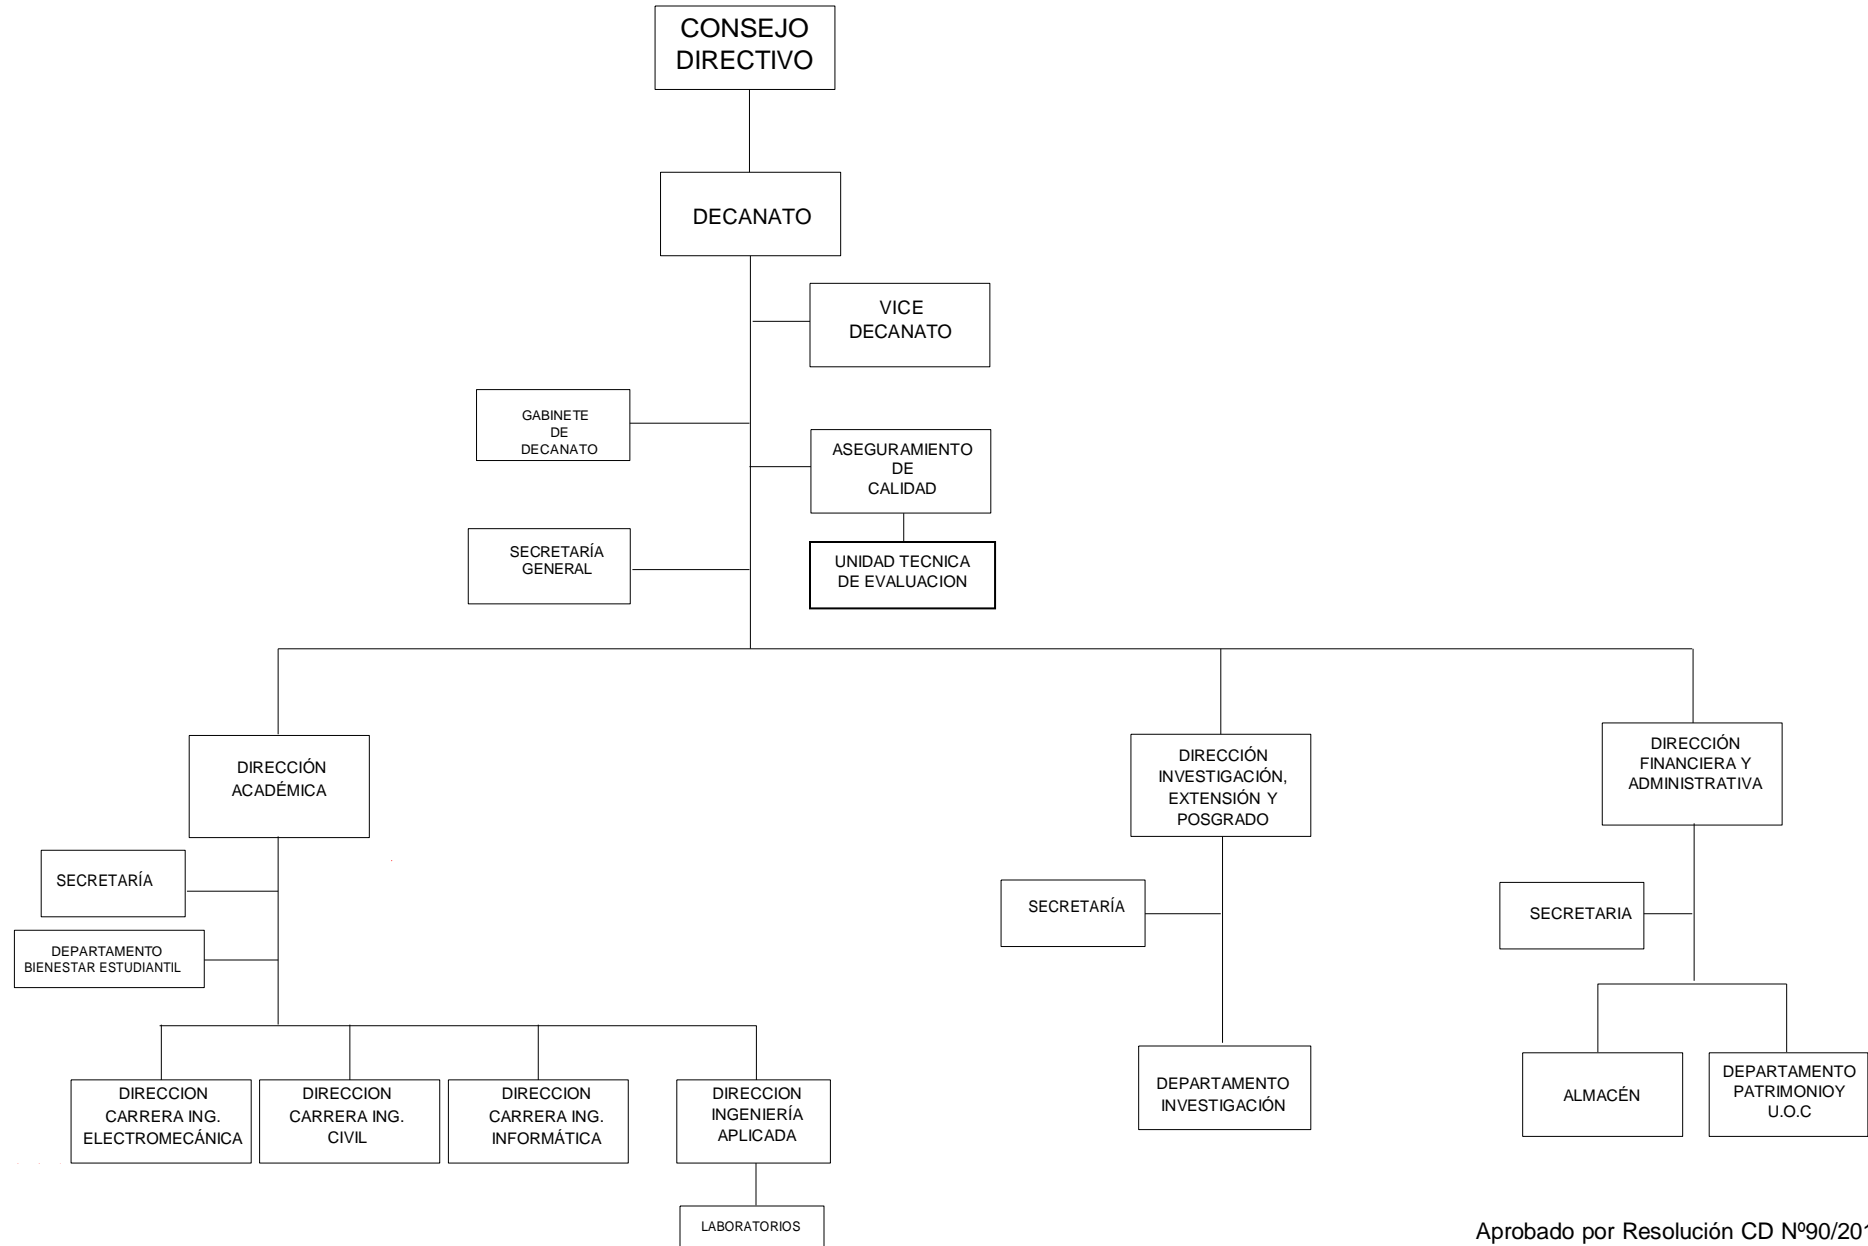 CONSEJO
DIRECTIVO
DECANATO
VICE
DECANATO
GABINETE
DE
DECANATO
ASEGURAMIENTO
DE
CALIDAD
SECRETARÍA
GENERAL
UNIDAD TECNICA
DE EVALUACION
DIRECCIÓN
ACADÉMICA
DIRECCIÓN
INVESTIGACIÓN,
EXTENSIÓN Y
POSGRADO
DIRECCIÓN
FINANCIERA Y
ADMINISTRATIVA
SECRETARÍA
DEPARTAMENTO
BIENESTAR ESTUDIANTIL
SECRETARÍA
SECRETARIA
DIRECCION
CARRERA ING.
ELECTROMECÁNICA
DIRECCION
CARRERA ING.
CIVIL
DIRECCION
CARRERA ING.
INFORMÁTICA
DIRECCION
INGENIERÍA
APLICADA
DEPARTAMENTO
INVESTIGACIÓN
ALMACÉN
DEPARTAMENTO
PATRIMONIOY
U.O.C
LABORATORIOS
Aprobado por Resolución CD Nº90/201